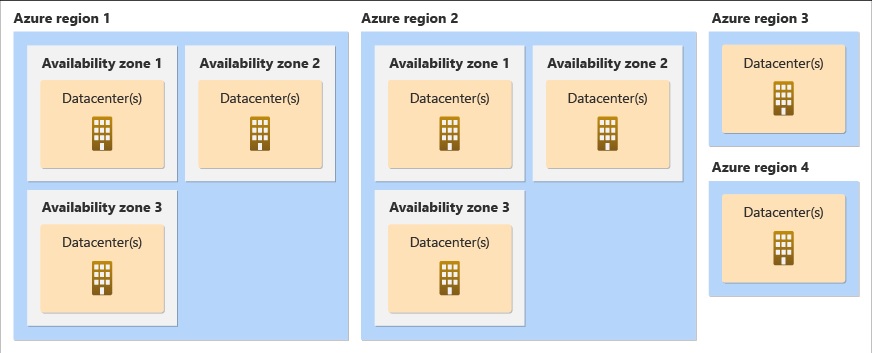 Azure region 1
Availability zone 1
Datacenter(s)
Availability zone 2
Datacenter(s)
Availability zone 3
Datacenter(s)
Azure region 2
Availability zone 1
Datacenter(s)
Availability zone 2
Datacenter(s)
Availability zone 3
Datacenter(s)
Azure region 3
Datacenter(s)
Azure region 4
Datacenter(s)